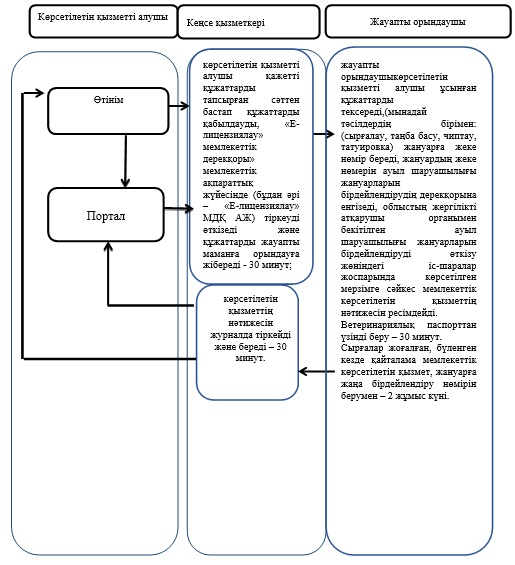 Көрсетілетін қызметті алушы
Кеңсе қызметкері
Жауапты орындаушы
Өтінім
Портал
көрсетілетін қызметті
алушы қажетті
құжаттарды
тапсырған сәттен
бастап құжаттарды
қабылдауды, «Е-
лицензиялау»
мемлекеттік
дерекқоры»
мемлекеттік
ақпараттық
жүйесінде (бұдан әрі
– «Е-лицензиялау»
МДҚ АЖ) тіркеуді
өткізеді және
құжаттарды жауапты
маманға орындауға
жібереді - 30 минут;
көрсетілетін
қызметтің
нәтижесін
журналда тіркейді
және береді – 30
минут.
жауапты
орындаушыкөрсетілетін
қызметті алушы ұсынған
құжаттарды
тексереді,(мынадай
тәсілдердің бірімен:
(сырғалау, таңба басу, чиптау,
татуировка) жануарға жеке
нөмір береді, жануардың жеке
нөмерін ауыл шаруашылығы
жануарларын
бірдейлендірудің дерекқорына
енгізеді, облыстың жергілікті
атқарушы органымен
бекітілген ауыл
шаруашылығы жануарларын
бірдейлендіруді өткізу
жөніндегі іс-шаралар
жоспарында көрсетілген
мерзімге сәйкес мемлекеттік
көрсетілетін қызметтің
нәтижесін ресімдейді.
Ветеринариялық паспорттан
үзінді беру – 30 минут.
Сырғалар жоғалған, бүленген
кезде қайталама мемлекеттік
көрсетілетін қызмет, жануарға
жаңа бірдейлендіру нөмірін
берумен – 2 жұмыс күні.